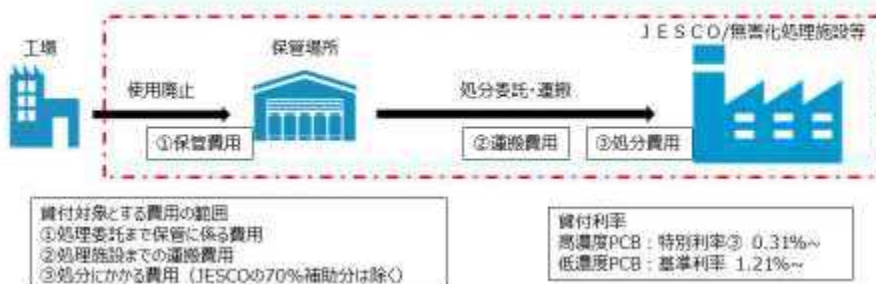 工場
保管場所
JESCO/無害化処理施設等
使用廃止
処分委託・運搬
①保管費用
②運搬費用
③処分費用
貸付対象とする費用の範囲
①処理委託まで保管に係る費用
②処理施設までの運搬費用
③処分にかかる費用（JESCOの70%補助分は除く）
貸付利率
高濃度PCB：特別利率③ 0.31%~
低濃度PCB：基準利率 1.21%~